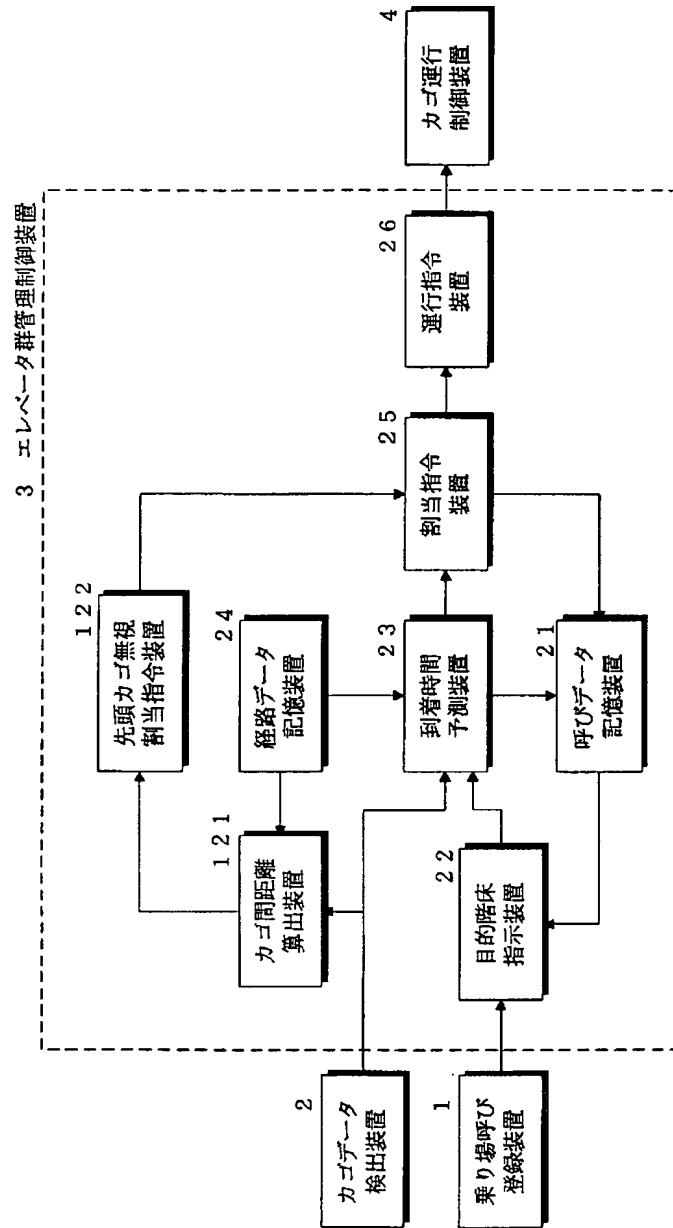 3 エレベータ群管理制御装置
122
先頭カゴ無視
割当指令装置
24
経路データ
記憶装置
121
カゴ間距離
算出装置
23
到着時間
予測装置
25
割当指令
装置
26
運行指令
装置
4
カゴ運行
制御装置
2
カゴデータ
検出装置
22
目的階床
指示装置
21
呼びデータ
記憶装置
1
乗り場呼び
登録装置